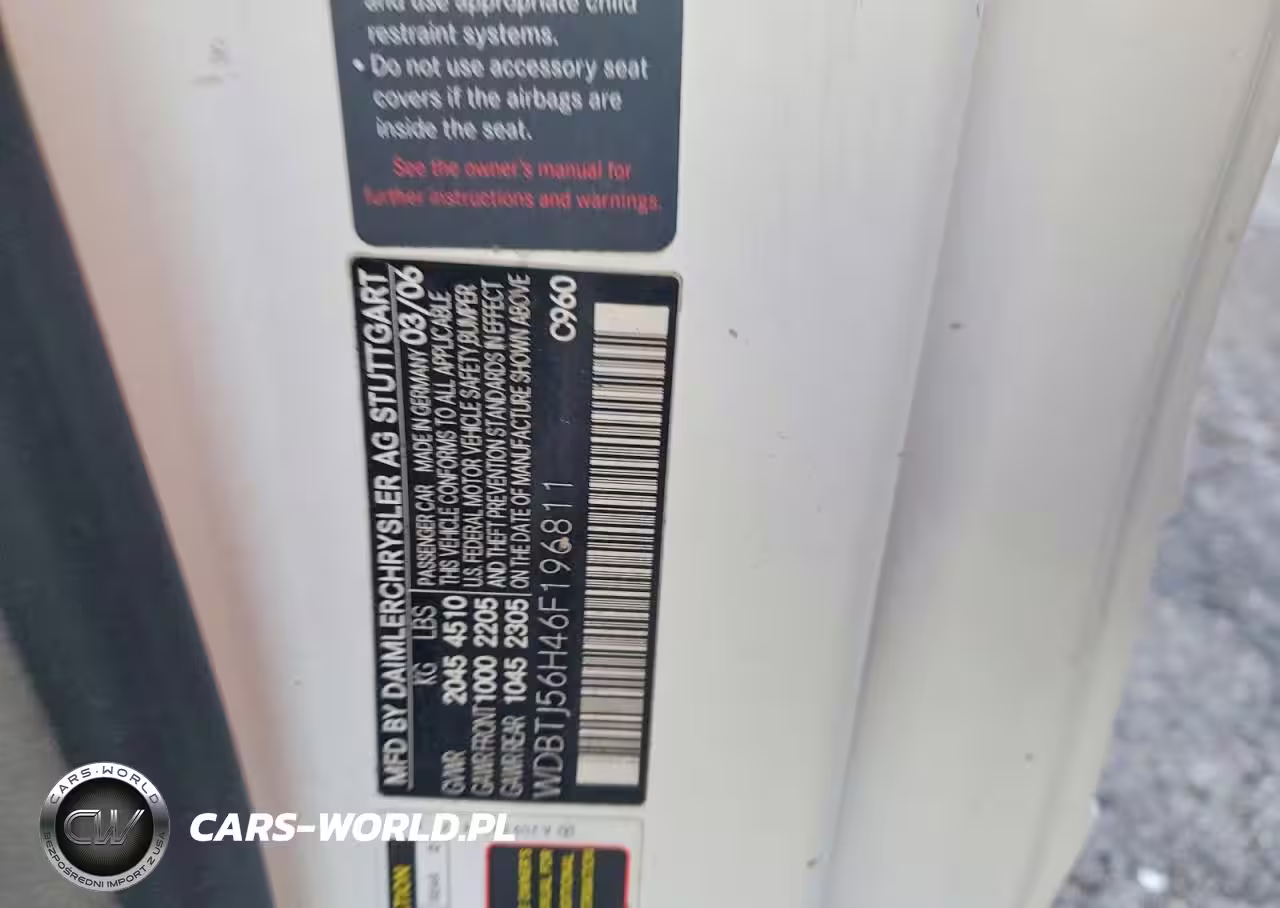 and use appropriate child
restraint systems.
• Do not use accessory seat
covers if the airbags are
inside the seat.
See the owner's manual for
further instructions and warnings.
MFD BY DAIMLERCHRYSLER AG STUTTGART
KG LBS PASSENGER CAR MADE IN GERMANY 03/06
GVWR 2045 4510 THIS VEHICLE CONFORMS TO ALL APPLICABLE
U.S. FEDERAL MOTOR VEHICLE SAFETY, BUMPER
GAWR FRONT 1000 2205 AND THEFT PREVENTION STANDARDS IN EFFECT
GAWR REAR 1045 2305 ON THE DATE OF MANUFACTURE SHOWN ABOVE
WDBTJ56H46F196811 C960
CARS-WORLD
CW
BEZPOŚREDNI IMPORT Z USA
CARS-WORLD.PL